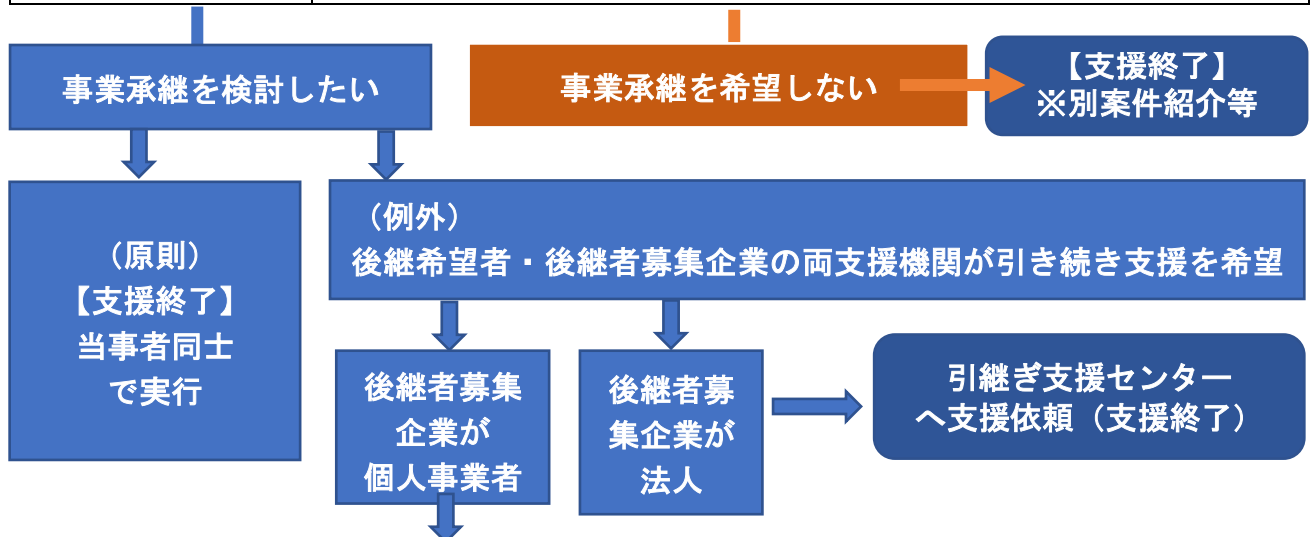 事業承継を検討したい
事業承継を希望しない
【支援終了】
※別案件紹介等
（原則）
【支援終了】
当事者同士
で実行
（例外）
後継希望者・後継者募集企業の両支援機関が引き続き支援を希望
後継者募集
企業が
個人事業者
後継者募
集企業が
法人
引継ぎ支援センター
へ支援依頼（支援終了）